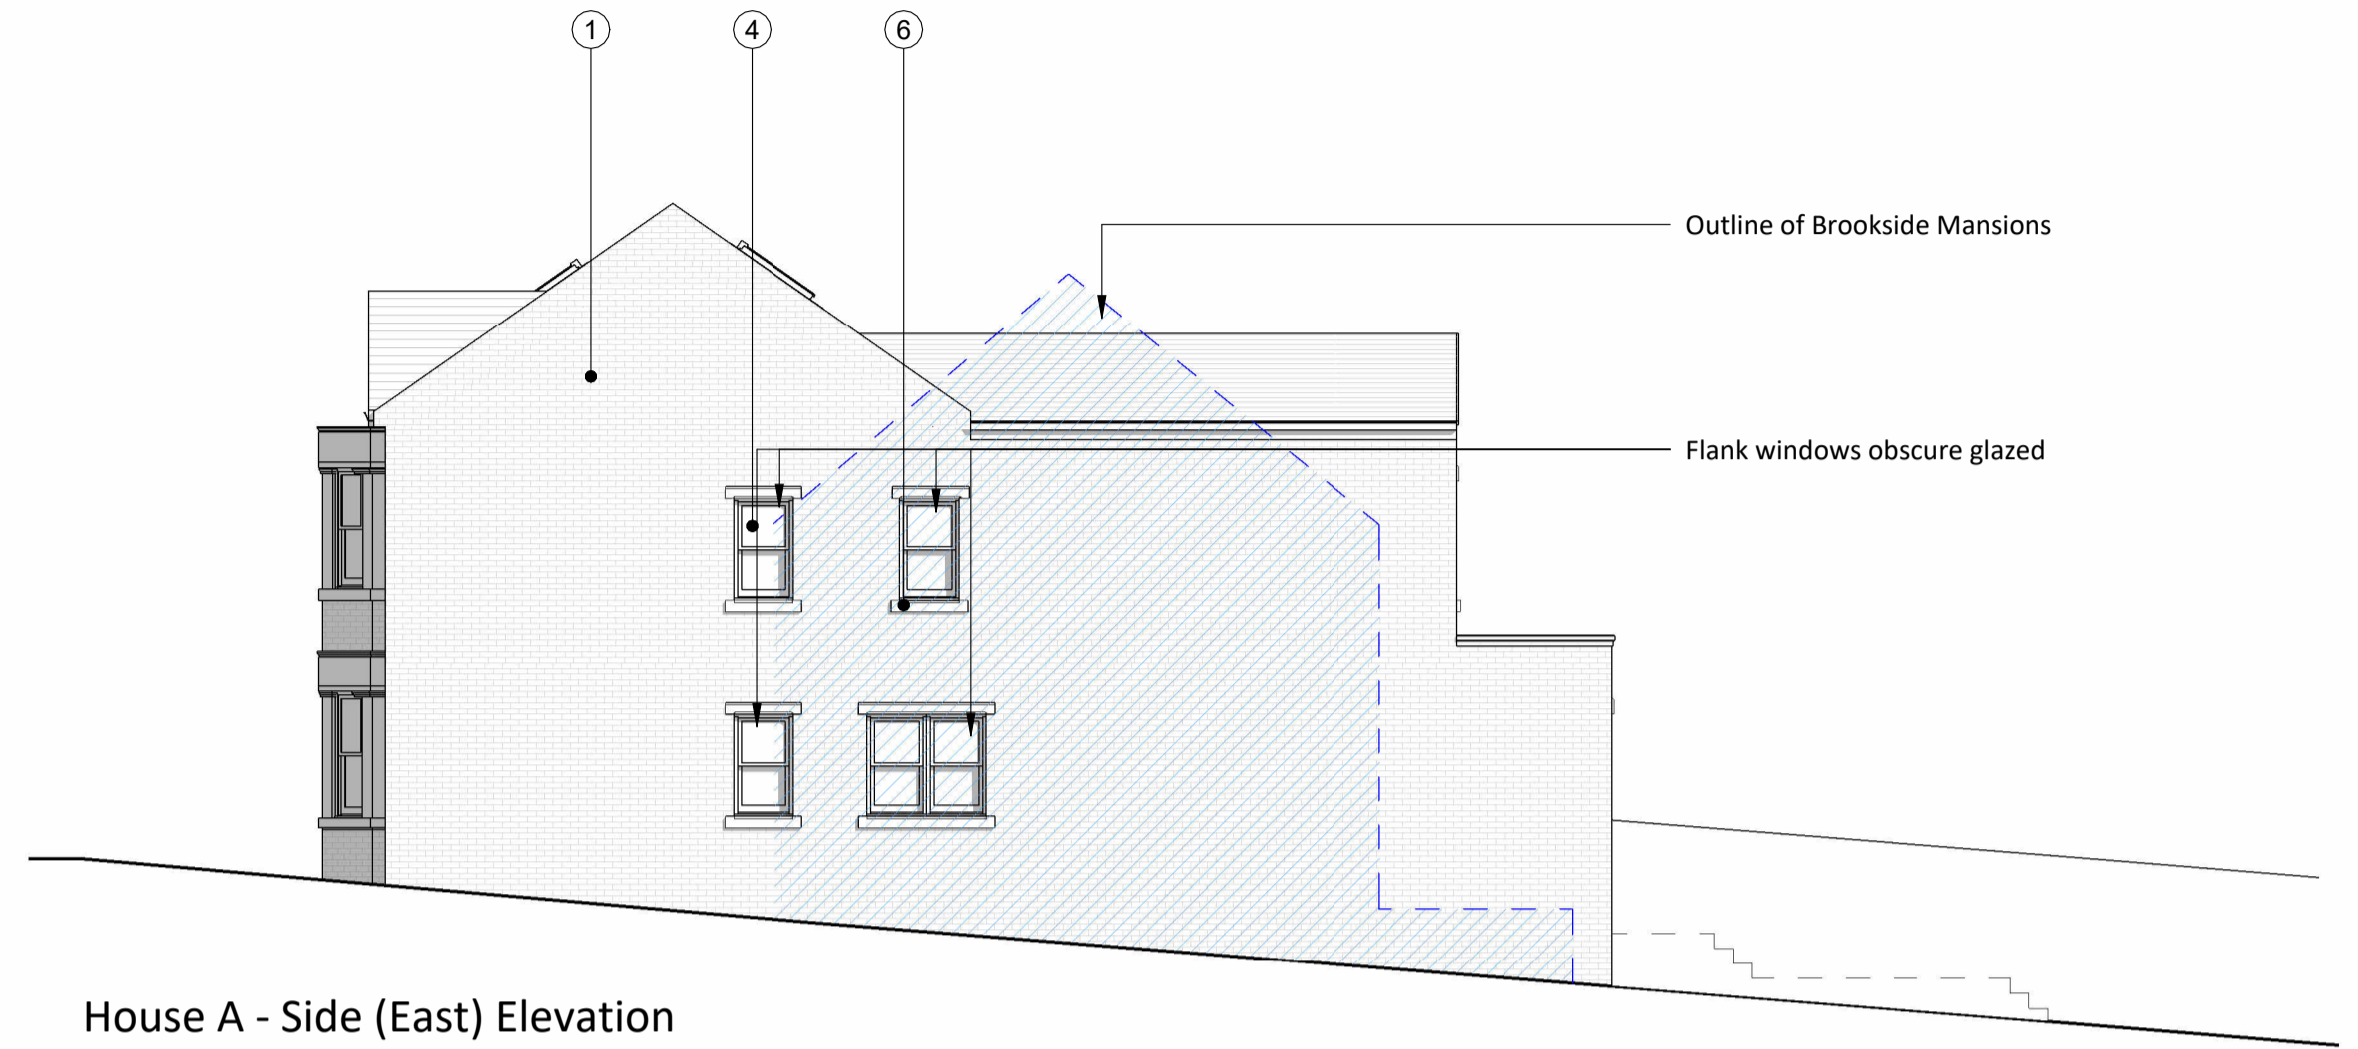 1 4 6
Outline of Brookside Mansions
Flank windows obscure glazed
House A - Side (East) Elevation